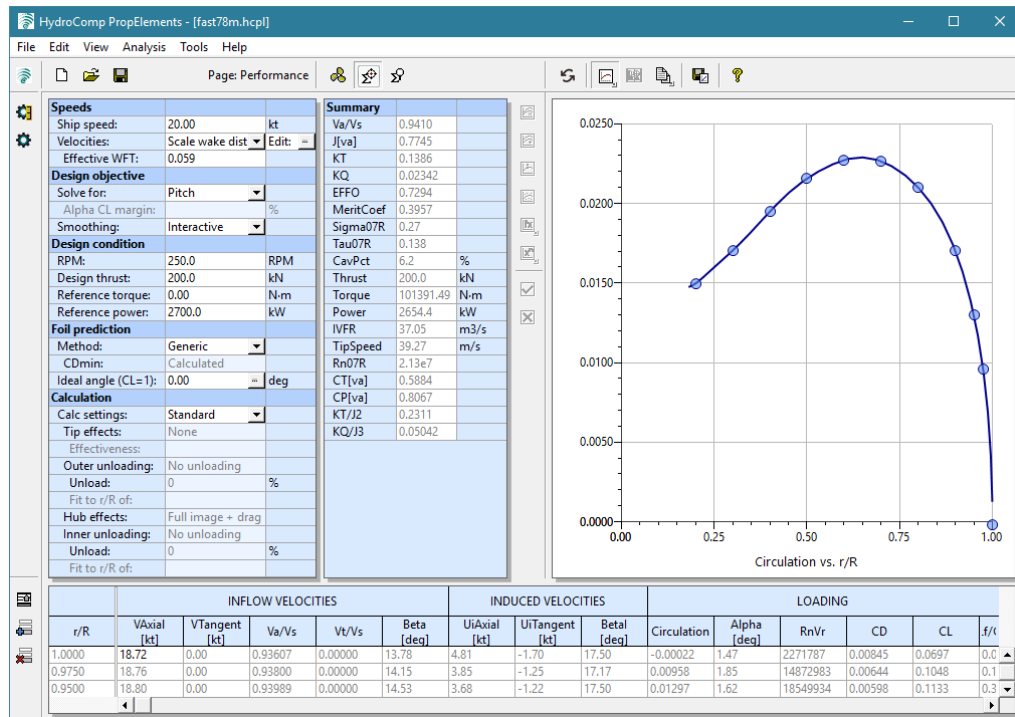 HydroComp PropElements - [fast78m.hcpl]
File Edit View Analysis Tools Help
Page: Performance
Speeds
Ship speed: 20.00 kt
Velocities: Scale wake dist Edit:
Effective WFT: 0.059
Design objective
Solve for: Pitch
Alpha CL margin: %
Smoothing: Interactive
Design condition
RPM: 250.0 RPM
Design thrust: 200.0 kN
Reference torque: 0.00 N·m
Reference power: 2700.0 kW
Foil prediction
Method: Generic
CDmin: Calculated
Ideal angle (CL=1): 0.00 deg
Calculation
Calc settings: Standard
Tip effects: None
Effectiveness:
Outer unloading: No unloading
Unload: 0 %
Fit to r/R of:
Hub effects: Full image + drag
Inner unloading: No unloading
Unload: 0 %
Fit to r/R of:
Summary
Va/Vs 0.9410
J[va] 0.7745
KT 0.1386
KQ 0.02342
EFFO 0.7294
MeritCoef 0.3957
Sigma07R 0.27
Tau07R 0.138
CavPct 6.2 %
Thrust 200.0 kN
Torque 101391.49 N·m
Power 2654.4 kW
IVFR 37.05 m3/s
TipSpeed 39.27 m/s
Rn07R 2.13e7
CT[va] 0.5884
CP[va] 0.8067
KT/J2 0.2311
KQ/J3 0.05042
0.0250
0.0200
0.0150
0.0100
0.0050
0.0000
0.00 0.25 0.50 0.75 1.00
Circulation vs. r/R
INFLOW VELOCITIES INDUCED VELOCITIES LOADING
r/R VAxial [kt] VTangent [kt] Va/Vs Vt/Vs Beta [deg] UiAxial [kt] UiTangent [kt] BetaI [deg] Circulation Alpha [deg] RnVr CD CL
1.0000 18.72 0.00 0.93607 0.00000 13.78 4.81 -1.70 17.50 -0.00022 1.47 2271787 0.00845 0.0697 0.0
0.9750 18.76 0.00 0.93800 0.00000 14.15 3.85 -1.25 17.17 0.00958 1.85 14872983 0.00644 0.1048 0.1
0.9500 18.80 0.00 0.93989 0.00000 14.53 3.68 -1.22 17.50 0.01297 1.62 18549934 0.00598 0.1133 0.3